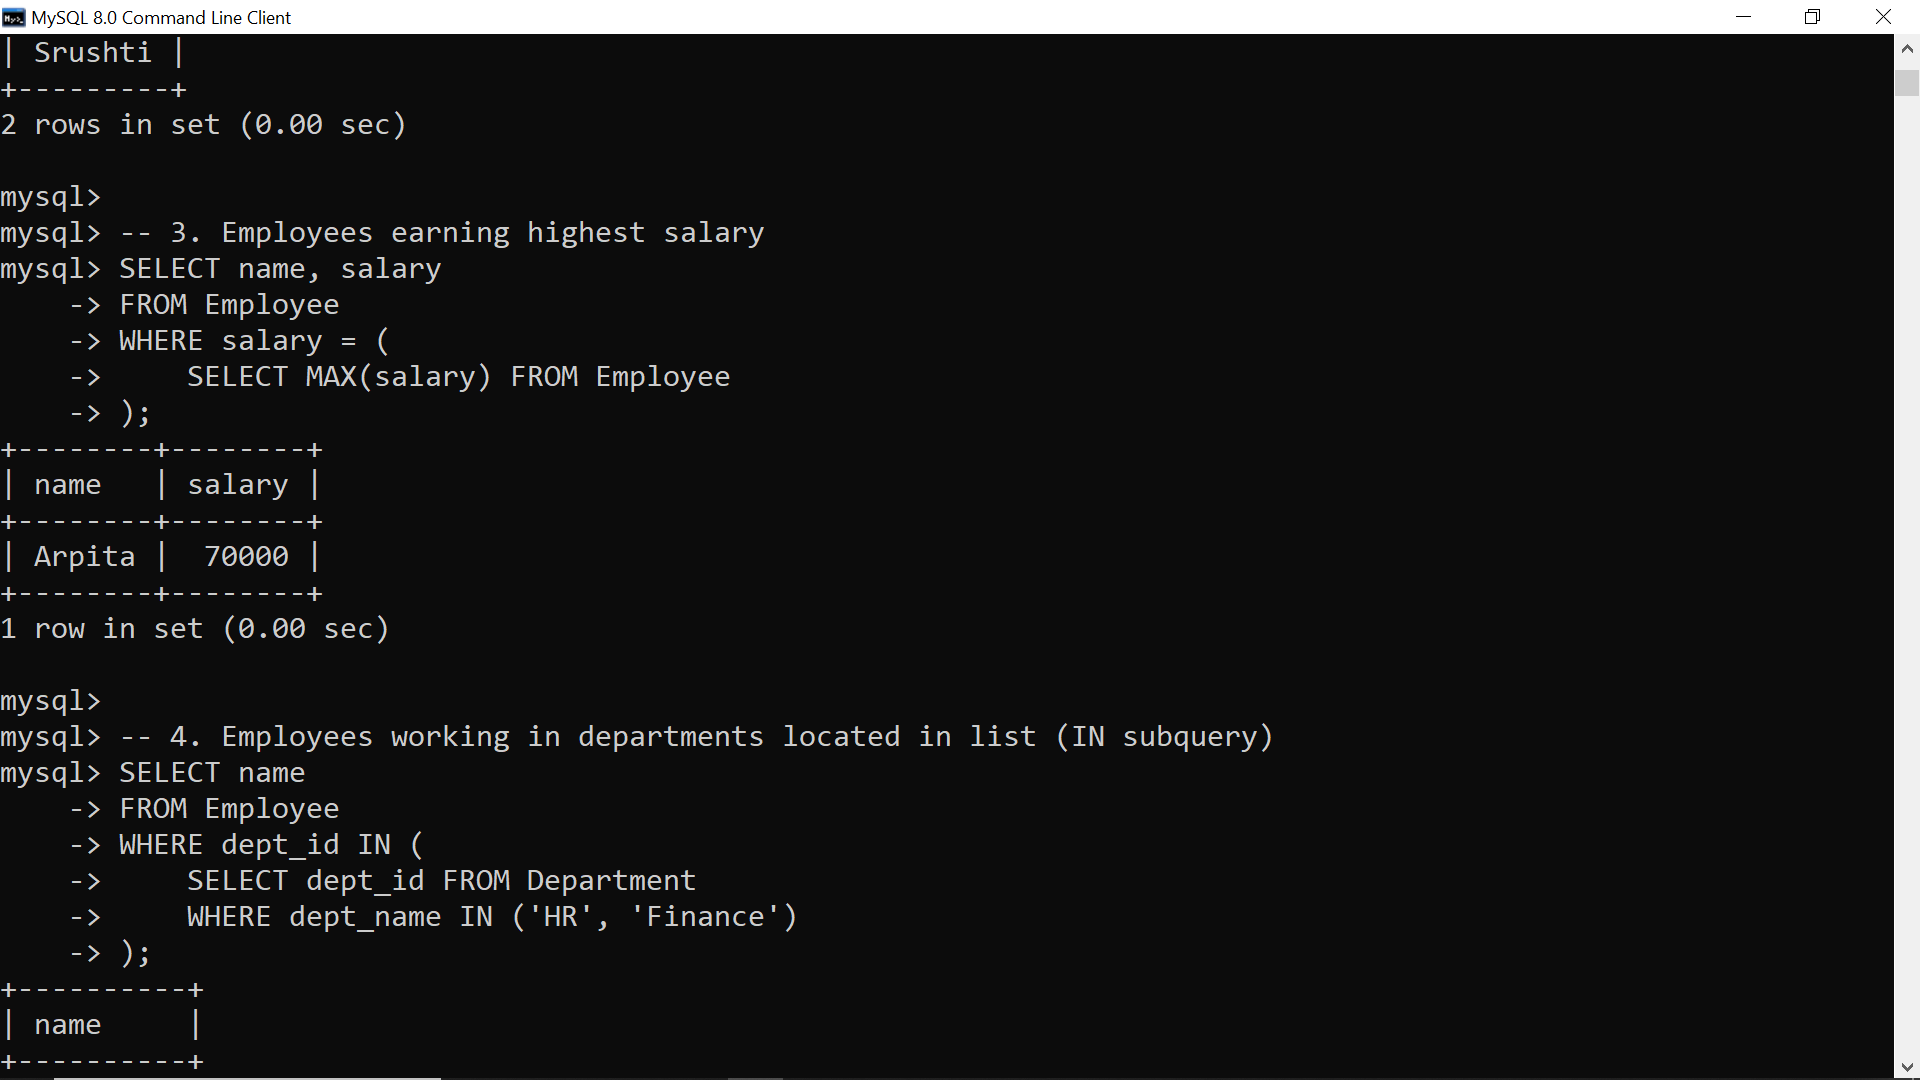 MySQL 8.0 Command Line Client
| Srushti |
+---------+
2 rows in set (0.00 sec)
mysql>
mysql> -- 3. Employees earning highest salary
mysql> SELECT name, salary
    -> FROM Employee
    -> WHERE salary = (
    ->     SELECT MAX(salary) FROM Employee
    -> );
+--------+--------+
| name   | salary |
+--------+--------+
| Arpita |  70000 |
+--------+--------+
1 row in set (0.00 sec)
mysql>
mysql> -- 4. Employees working in departments located in list (IN subquery)
mysql> SELECT name
    -> FROM Employee
    -> WHERE dept_id IN (
    ->     SELECT dept_id FROM Department
    ->     WHERE dept_name IN ('HR', 'Finance')
    -> );
+----------+
| name     |
+----------+